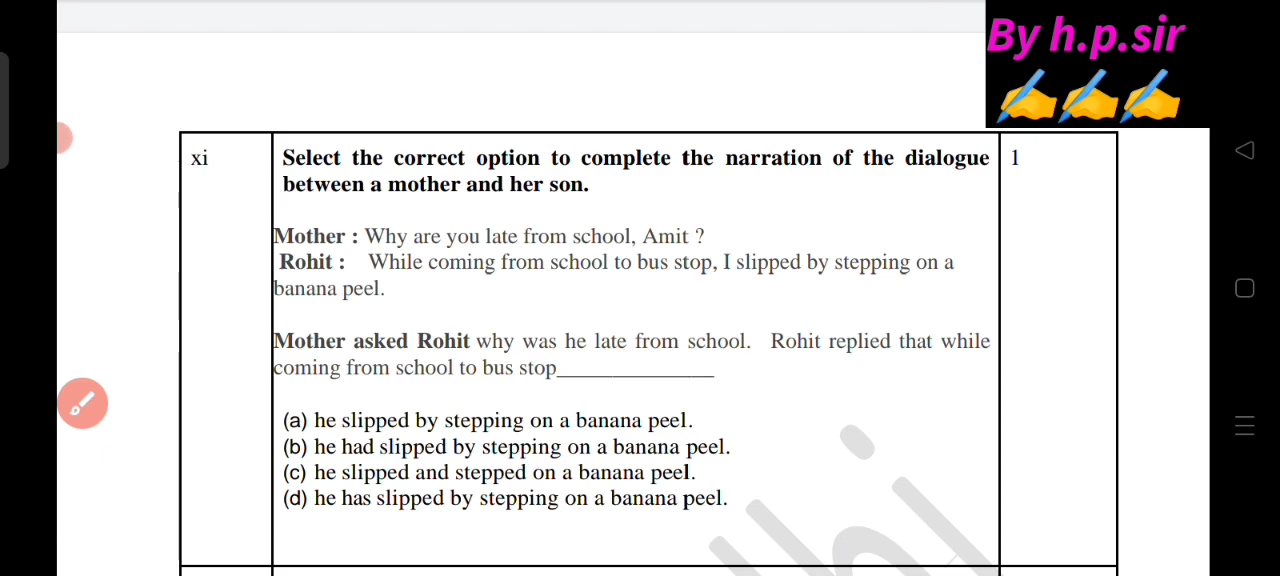 By h.p.sir
xi
Select the correct option to complete the narration of the dialogue
1
between a mother and her son.
Mother : Why are you late from school, Amit ?
Rohit : While coming from school to bus stop, I slipped by stepping on a
banana peel.
Mother asked Rohit why was he late from school. Rohit replied that while
coming from school to bus stop______________
(a) he slipped by stepping on a banana peel.
(b) he had slipped by stepping on a banana peel.
(c) he slipped and stepped on a banana peel.
(d) he has slipped by stepping on a banana peel.